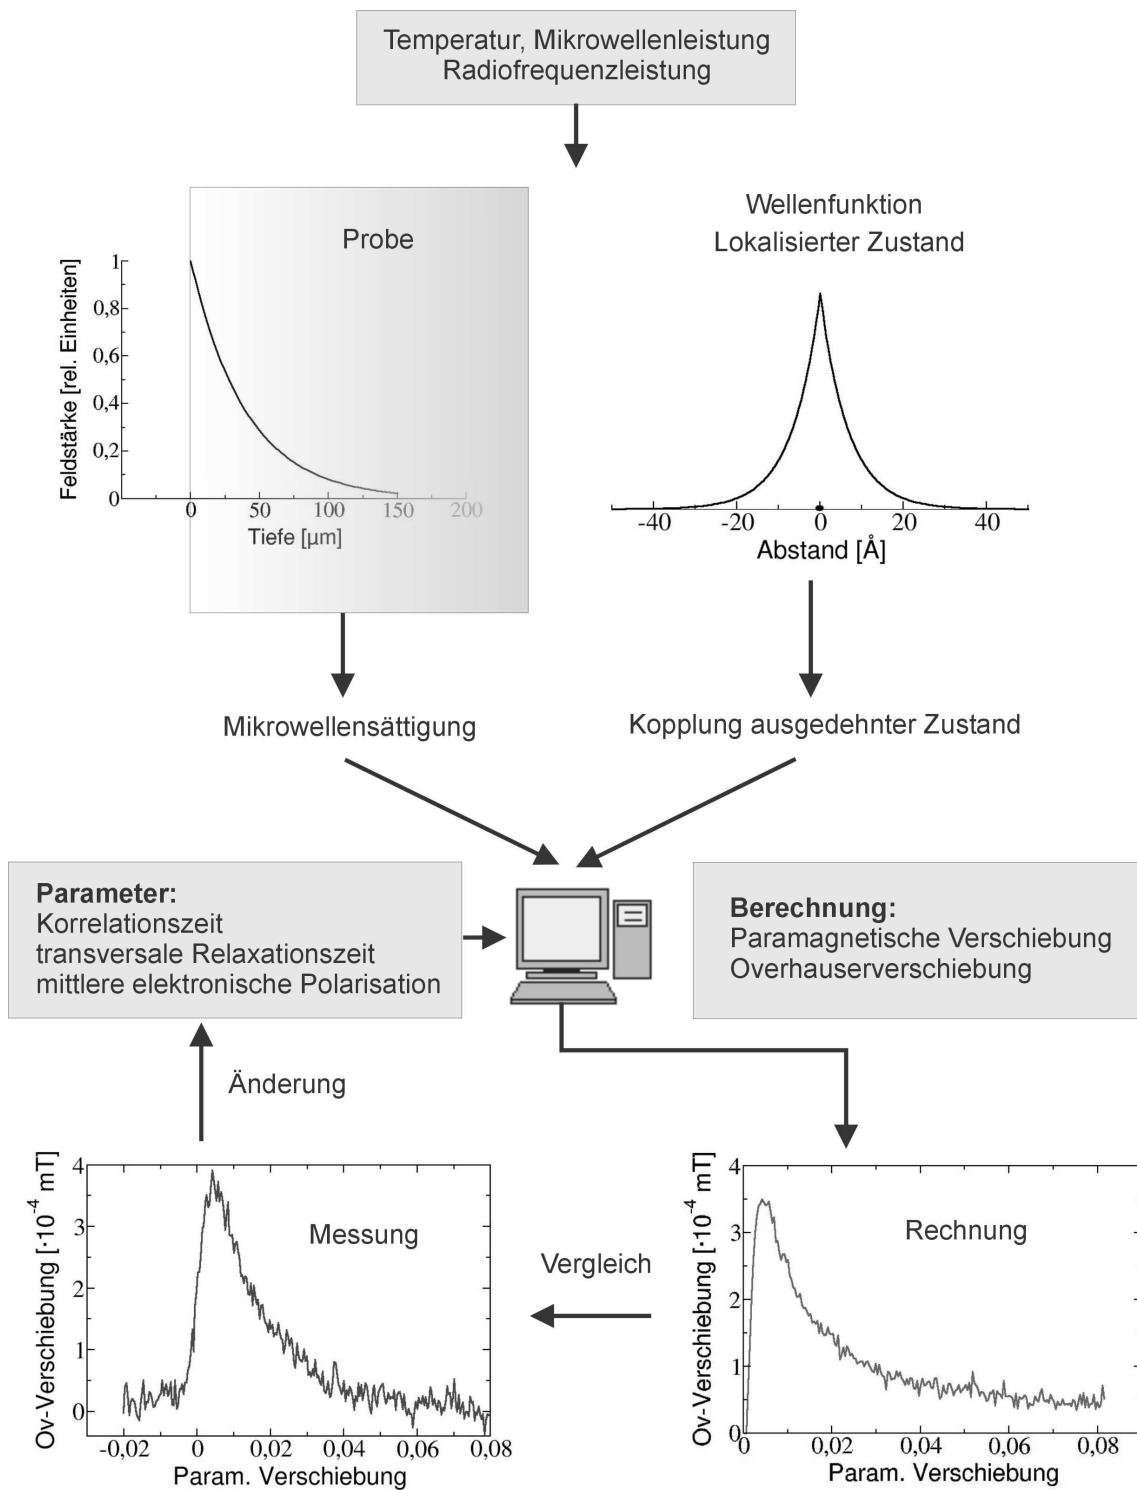 Temperatur, Mikrowellenleistung
Radiofrequenzleistung
Probe
Feldstärke [rel. Einheiten]
1
0,8
0,6
0,4
0,2
0
0 50 100 150 200
Tiefe [µm]
Wellenfunktion
Lokalisierter Zustand
-40 -20 0 20 40
Abstand [Å]
Mikrowellensättigung
Kopplung ausgedehnter Zustand
Parameter:
Korrelationszeit
transversale Relaxationszeit
mittlere elektronische Polarisation
Berechnung:
Paramagnetische Verschiebung
Overhauserverschiebung
Änderung
Ov-Verschiebung [·10⁻⁴ mT]
4
3
2
1
0
Messung
-0,02 0 0,02 0,04 0,06 0,08
Param. Verschiebung
Vergleich
Ov-Verschiebung [·10⁻⁴ mT]
4
3
2
1
0
Rechnung
0 0,02 0,04 0,06 0,08
Param. Verschiebung